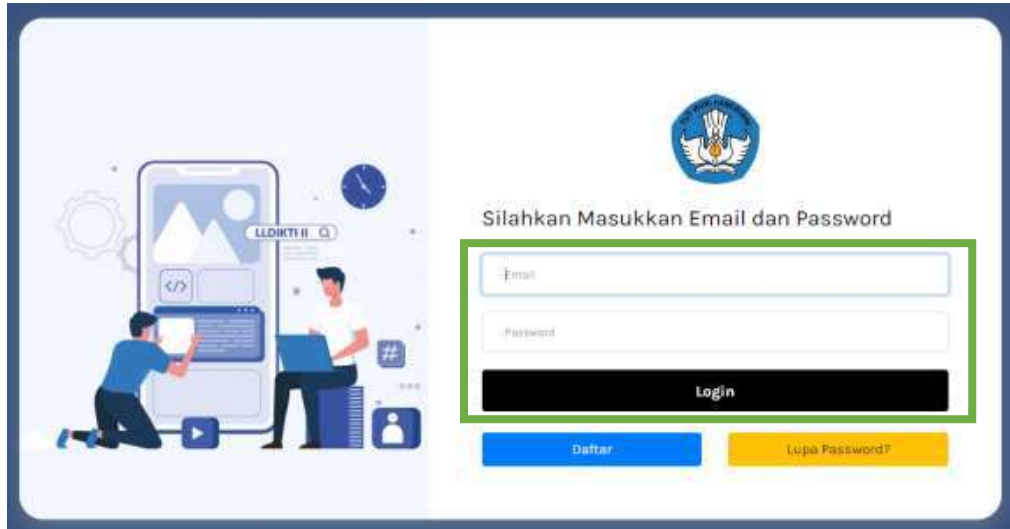 Silahkan Masukkan Email dan Password
LLDIKTI II
Email
</>
Password
#
Login
Daftar
Lupa Password?